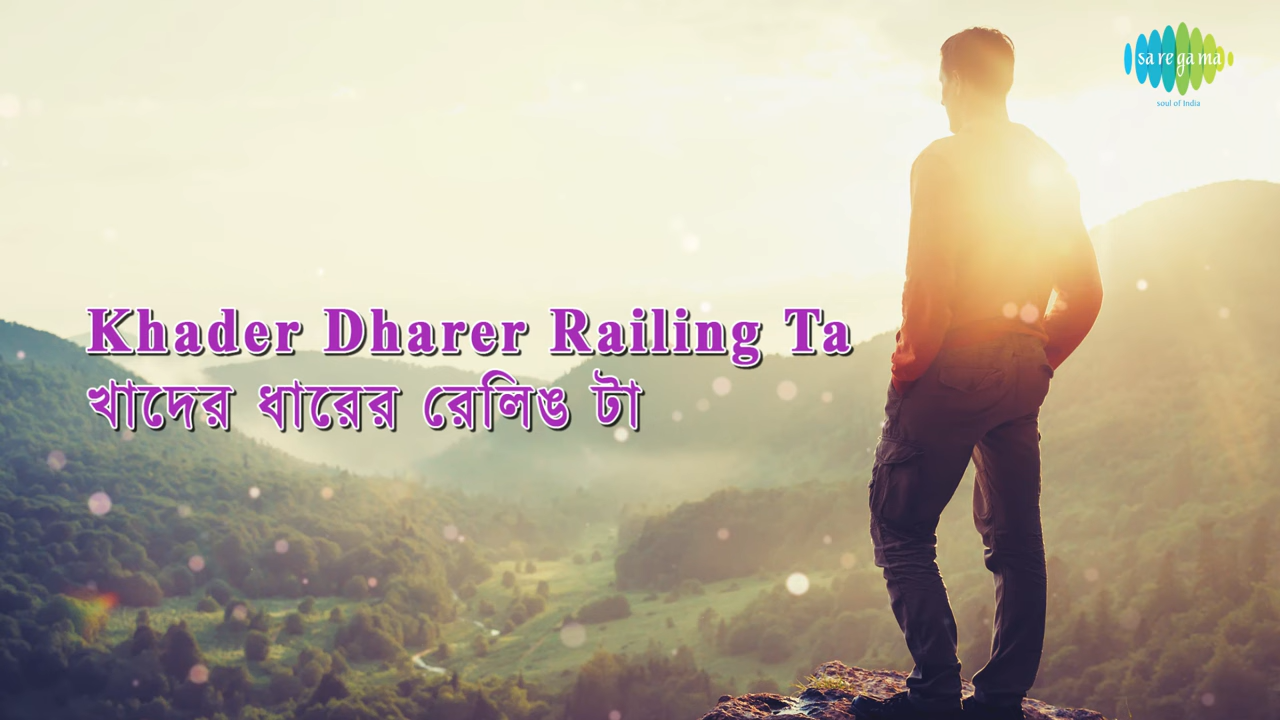 sa re ga ma
soul of India
Khader Dharer Railing Ta
খাদের ধারের রেলিঙ টা